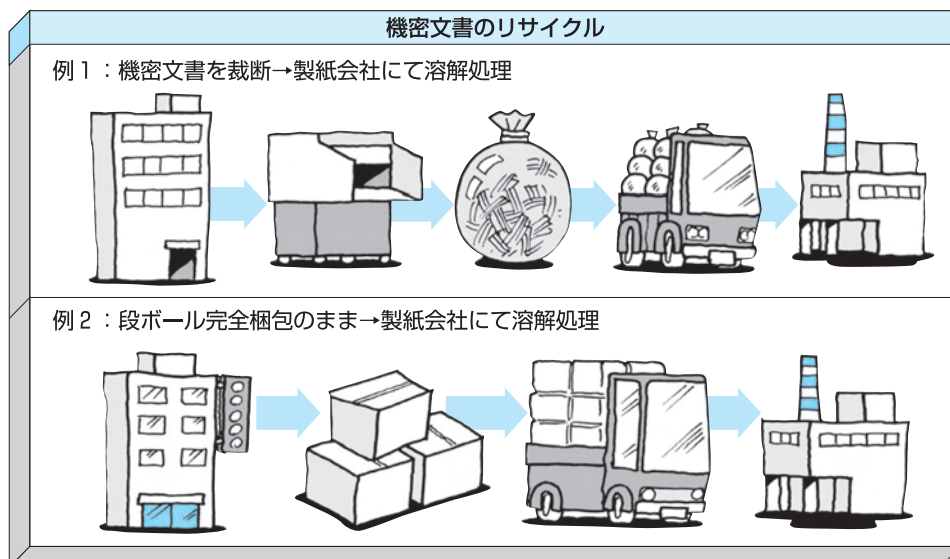 機密文書のリサイクル
例1：機密文書を裁断→製紙会社にて溶解処理
例2：段ボール完全梱包のまま→製紙会社にて溶解処理